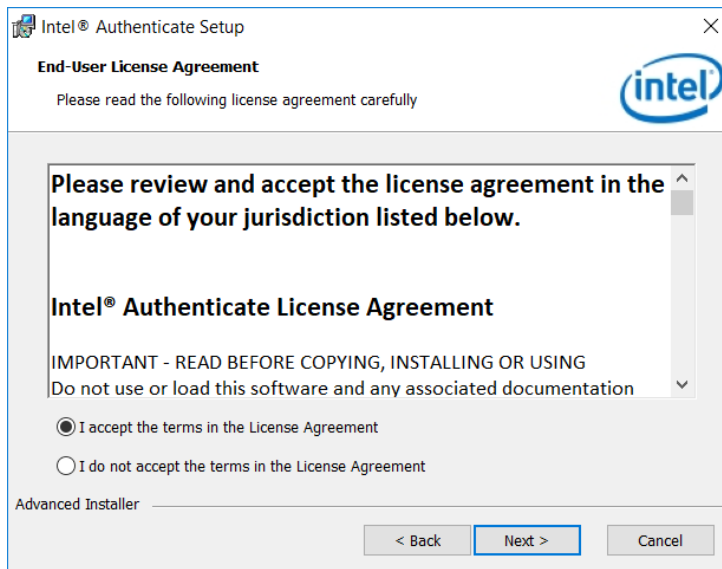 Intel® Authenticate Setup
End-User License Agreement
Please read the following license agreement carefully
intel
Please review and accept the license agreement in the
language of your jurisdiction listed below.
Intel® Authenticate License Agreement
IMPORTANT - READ BEFORE COPYING, INSTALLING OR USING
Do not use or load this software and any associated documentation
I accept the terms in the License Agreement
I do not accept the terms in the License Agreement
Advanced Installer
< Back Next > Cancel